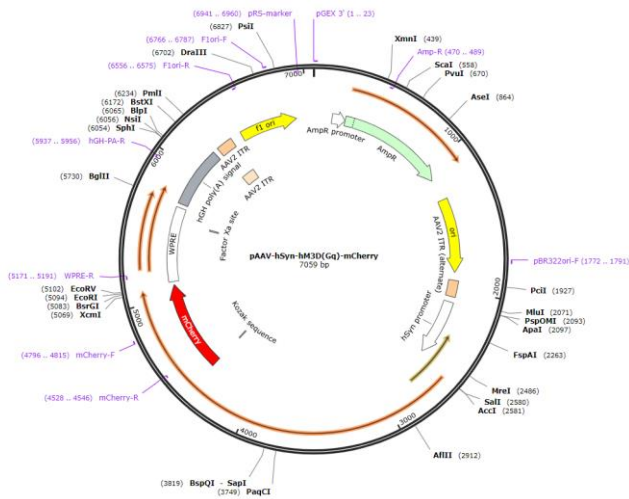 (6941 .. 6960) pRS-marker
pGEX 3' (1 .. 23)
(6827) PsiI
(6766 .. 6787) F1ori-F
(6702) DraIII
(6556 .. 6575) F1ori-R
XmnI (439)
Amp-R (470 .. 489)
ScaI (558)
PvuI (670)
AseI (864)
(6234) PmlI
(6172) BstXI
(6065) BlpI
(6056) NsiI
(6054) SphI
(5937 .. 5956) hGH-PA-R
(5730) BglII
(5171 .. 5191) WPRE-R
(5102) EcoRV
(5094) EcoRI
(5083) BsrGI
(5069) XcmI
(4796 .. 4815) mCherry-F
(4528 .. 4546) mCherry-R
(3819) BspQI - SapI
(3749) PaqCI
pBR322ori-F (1772 .. 1791)
PciI (1927)
MluI (2071)
PspOMI (2093)
ApaI (2097)
FspAI (2263)
MreI (2486)
SalI (2580)
AccI (2581)
AflII (2912)
7000
1000
2000
3000
4000
5000
6000
f1 ori
AmpR promoter
AmpR
ori
AAV2 ITR (alternate)
hSyn promoter
AAV2 ITR
AAV2 ITR
hGH poly(A) signal
Factor Xa site
WPRE
mCherry
Kozak sequence
pAAV-hSyn-hM3D(Gq)-mCherry
7059 bp